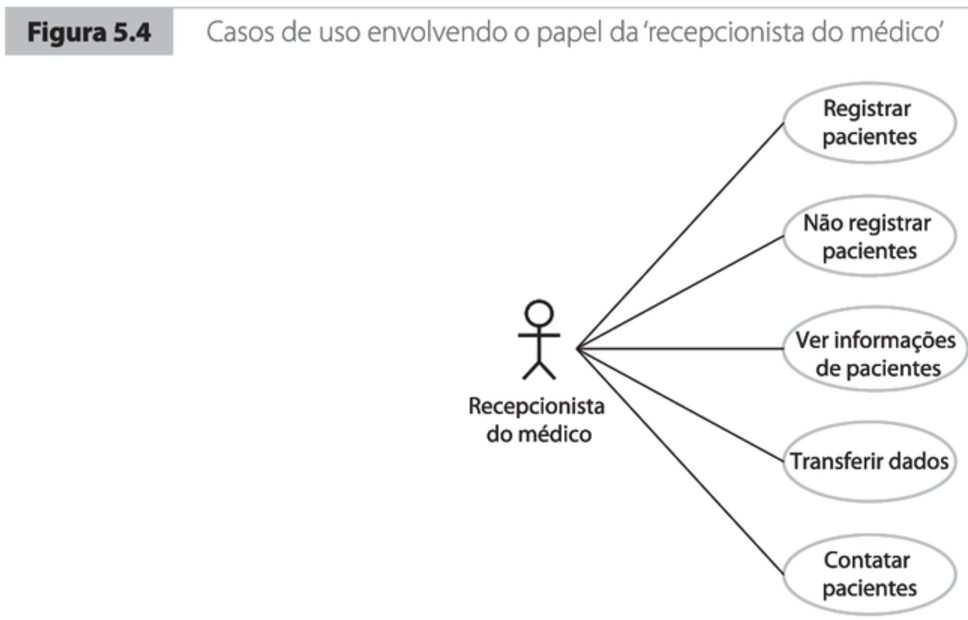 Figura 5.4 Casos de uso envolvendo o papel da ‘recepcionista do médico’
Registrar
pacientes
Não registrar
pacientes
Ver informações
de pacientes
Recepcionista
do médico
Transferir dados
Contatar
pacientes